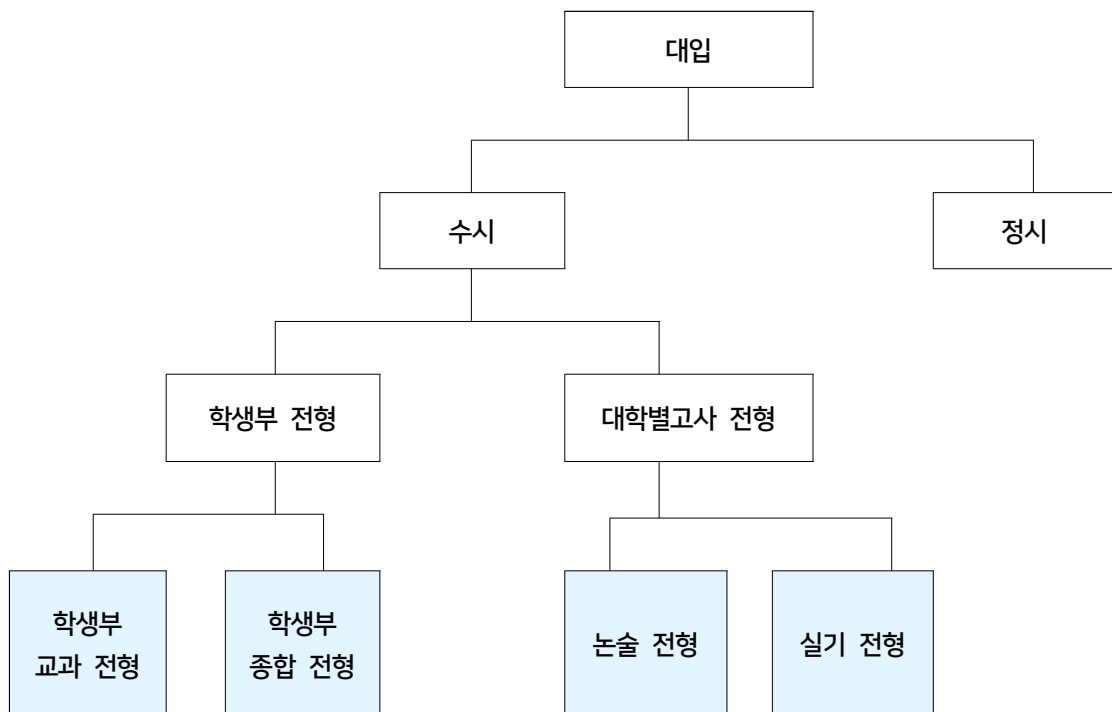 대입
수시
정시
학생부 전형
대학별고사 전형
학생부
교과 전형
학생부
종합 전형
논술 전형
실기 전형